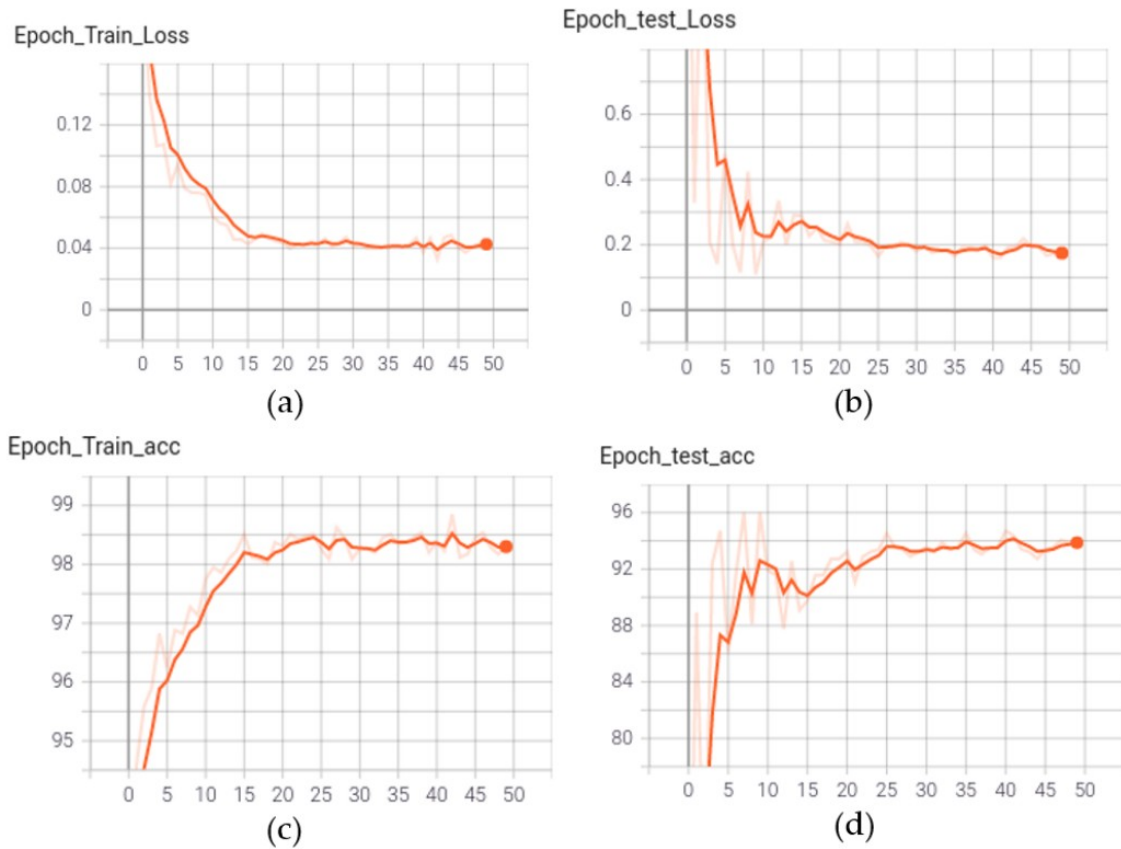 Epoch_Train_Loss
0.12
0.08
0.04
0
0 5 10 15 20 25 30 35 40 45 50
(a)
Epoch_test_Loss
0.6
0.4
0.2
0
0 5 10 15 20 25 30 35 40 45 50
(b)
Epoch_Train_acc
99
98
97
96
95
0 5 10 15 20 25 30 35 40 45 50
(c)
Epoch_test_acc
96
92
88
84
80
0 5 10 15 20 25 30 35 40 45 50
(d)